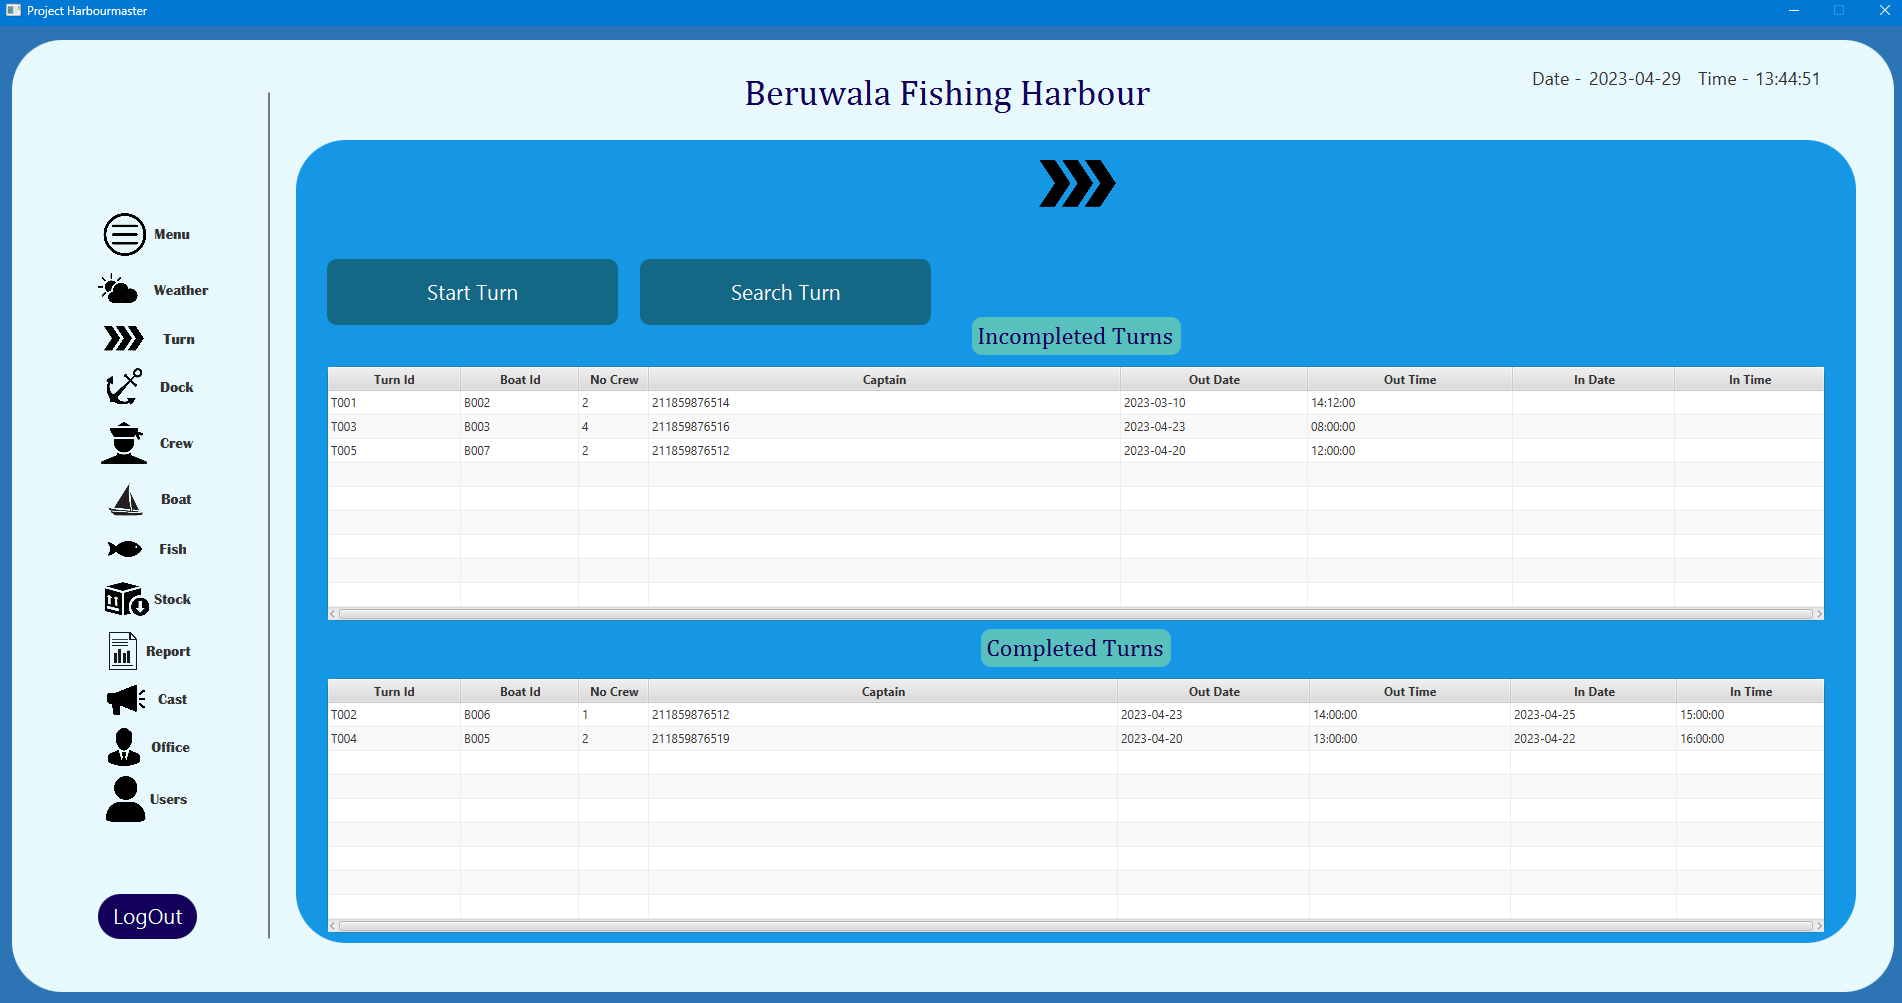 Project Harbourmaster
Beruwala Fishing Harbour
Date - 2023-04-29 Time - 13:44:51
Menu
Weather
Turn
Dock
Crew
Boat
Fish
Stock
Report
Cast
Office
Users
LogOut
Start Turn
Search Turn
Incompleted Turns
Turn Id Boat Id No Crew Captain Out Date Out Time In Date In Time
T001 B002 2 211859876514 2023-03-10 14:12:00
T003 B003 4 211859876516 2023-04-23 08:00:00
T005 B007 2 211859876512 2023-04-20 12:00:00
Completed Turns
Turn Id Boat Id No Crew Captain Out Date Out Time In Date In Time
T002 B006 1 211859876512 2023-04-23 14:00:00 2023-04-25 15:00:00
T004 B005 2 211859876519 2023-04-20 13:00:00 2023-04-22 16:00:00